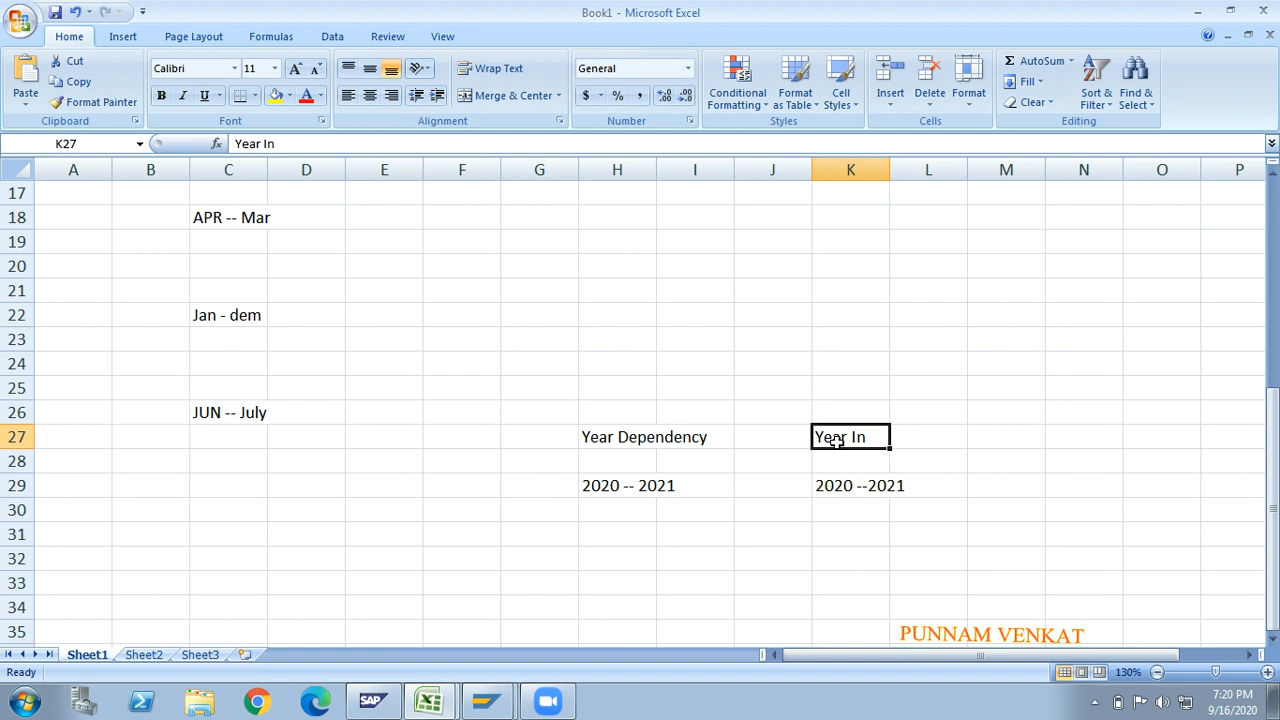 Book1 - Microsoft Excel
Home Insert Page Layout Formulas Data Review View
Paste
Cut
Copy
Format Painter
Clipboard
Calibri 11
B I U
Font
Wrap Text
Merge & Center
Alignment
General
$ % ,
Number
Conditional Formatting
Format as Table
Cell Styles
Styles
Insert Delete Format
Cells
AutoSum
Fill
Clear
Sort & Filter
Find & Select
Editing
K27 fx Year In
A B C D E F G H I J K L M N O P
17
18 APR -- Mar
19
20
21
22 Jan - dem
23
24
25
26 JUN -- July
27 Year Dependency Year In
28
29 2020 -- 2021 2020 --2021
30
31
32
33
34
35
PUNNAM VENKAT
Sheet1 Sheet2 Sheet3
Ready 130%
SAP
7:20 PM
9/16/2020